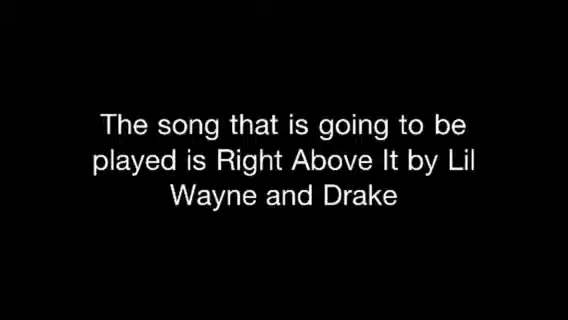 The song that is going to be
played is Right Above It by Lil
Wayne and Drake